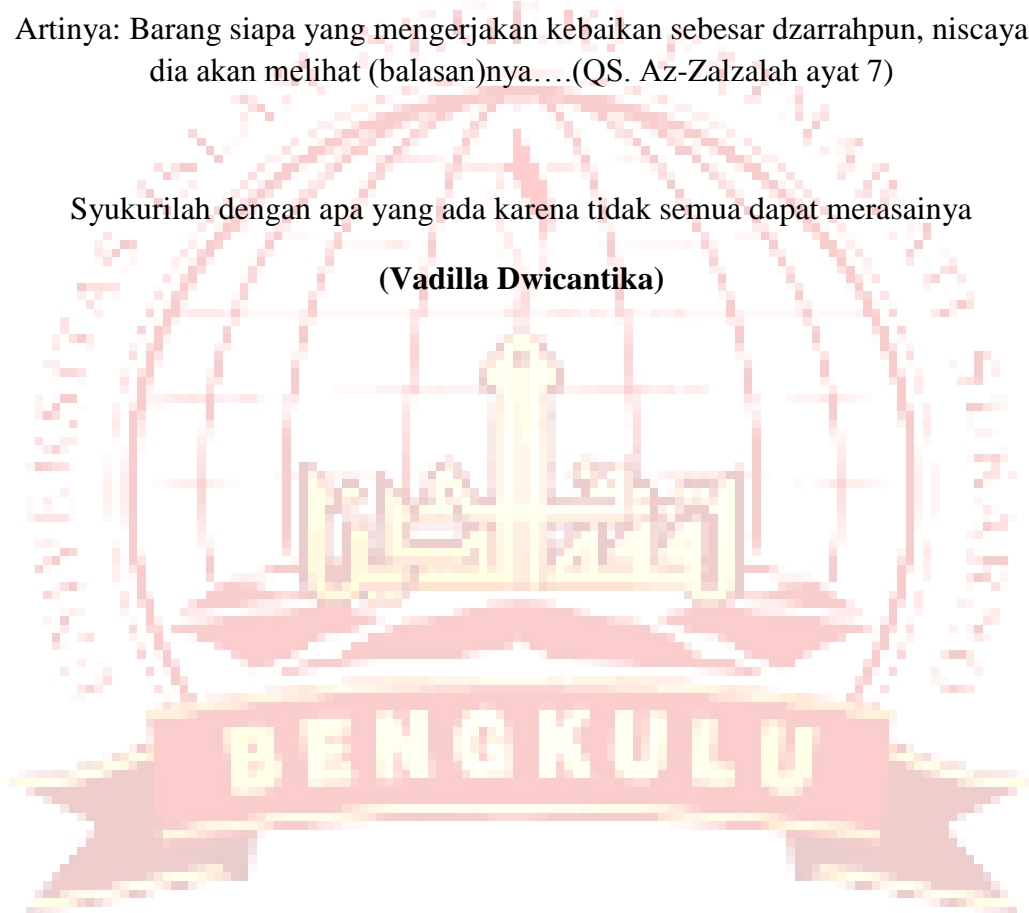 Artinya: Barang siapa yang mengerjakan kebaikan sebesar dzarrahpun, niscaya
dia akan melihat (balasan)nya….(QS. Az-Zalzalah ayat 7)
Syukurilah dengan apa yang ada karena tidak semua dapat merasainya
(Vadilla Dwicantika)
BENGKULU